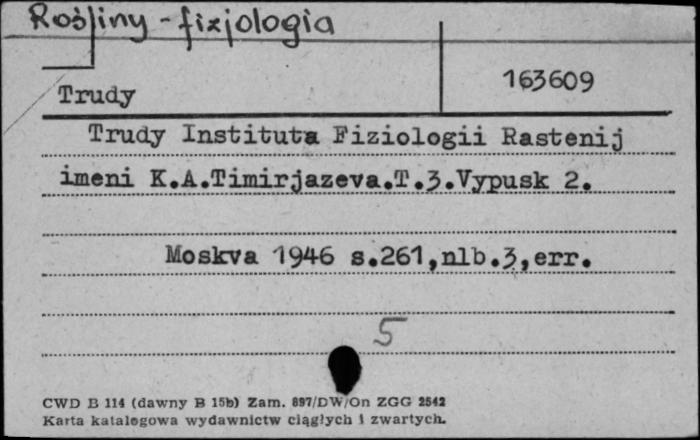 Rośliny - fizjologia
163609
Trudy
Trudy Instituta Fiziologii Rastenij
imeni K.A.Timirjazeva.T.3.Vypusk 2.
Moskva 1946 s.261,nlb.3,err.
5
CWD B 114 (dawny B 15b) Zam. 897/DW/On ZGG 2542
Karta katalogowa wydawnictw ciągłych i zwartych.